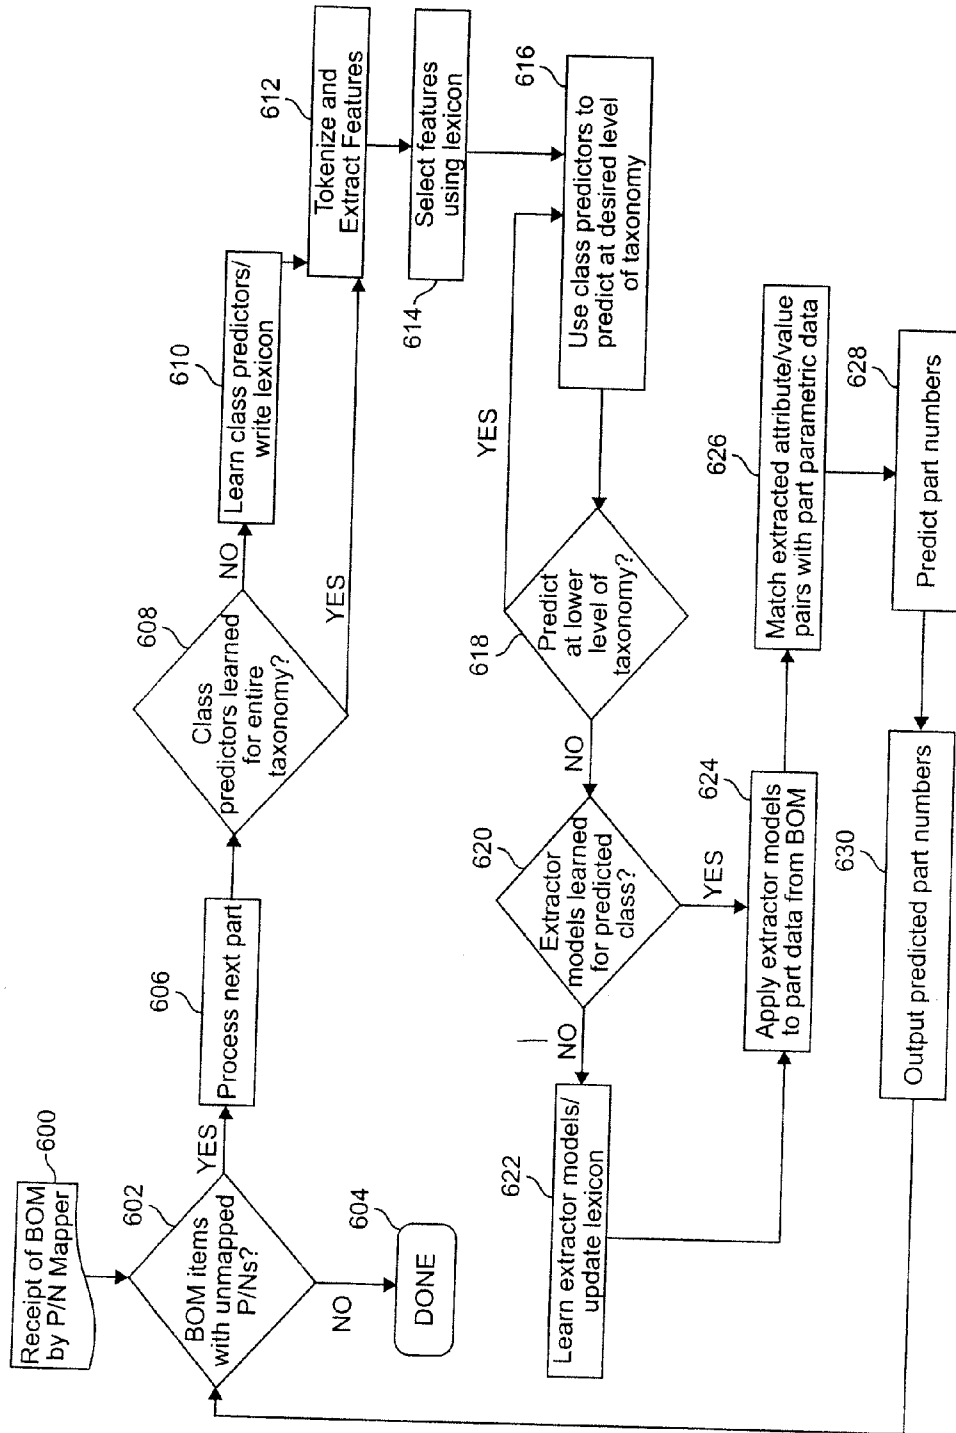 600
Receipt of BOM
by P/N Mapper
602
BOM items
with unmapped
P/Ns?
YES
NO
604
DONE
606
Process next part
608
Class
predictors learned
for entire
taxonomy?
NO
YES
610
Learn class predictors/
write lexicon
612
Tokenize and
Extract Features
614
Select features
using lexicon
616
Use class predictors to
predict at desired level
of taxonomy
YES
618
Predict
at lower
level of
taxonomy?
NO
620
Extractor
models learned
for predicted
class?
YES
NO
622
Learn extractor models/
update lexicon
624
Apply extractor models
to part data from BOM
626
Match extracted attribute/value
pairs with part parametric data
628
Predict part numbers
630
Output predicted part numbers